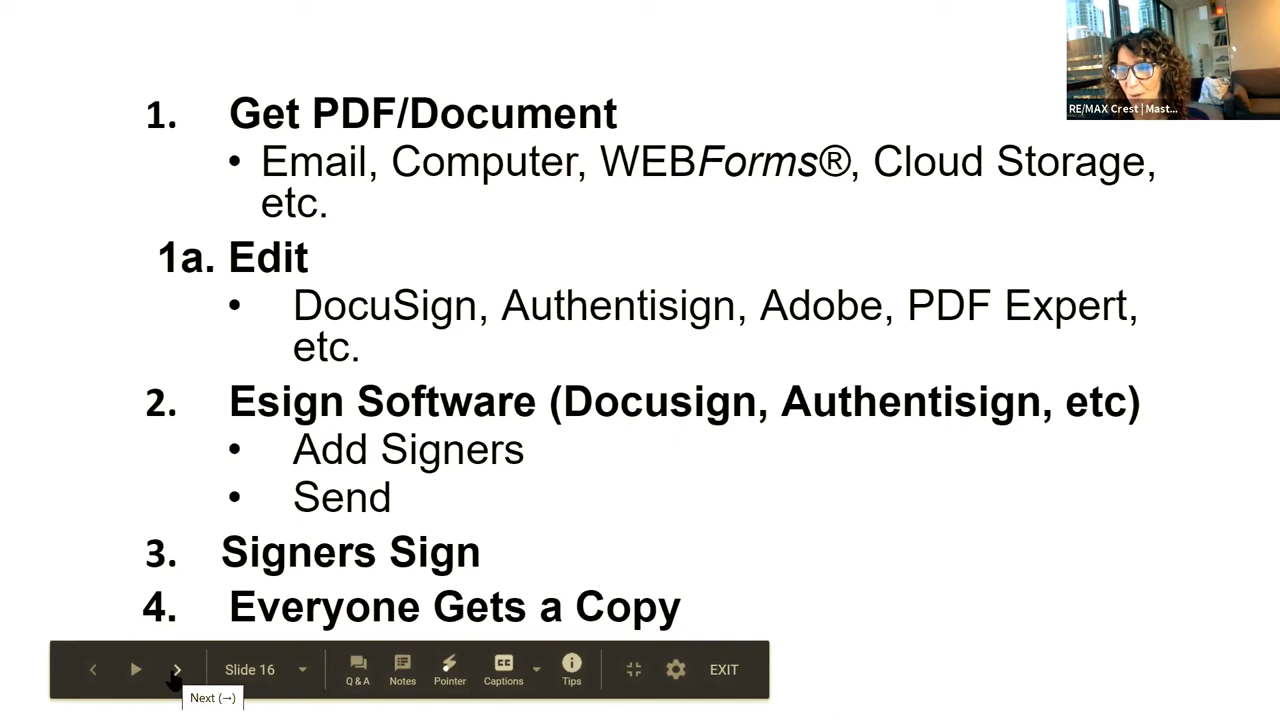 RE/MAX Crest | Mast...
1. Get PDF/Document
• Email, Computer, WEBForms®, Cloud Storage,
etc.
1a. Edit
• DocuSign, Authentisign, Adobe, PDF Expert,
etc.
2. Esign Software (Docusign, Authentisign, etc)
• Add Signers
• Send
3. Signers Sign
4. Everyone Gets a Copy
Slide 16 Q & A Notes Pointer CC Captions Tips EXIT
Next (→)